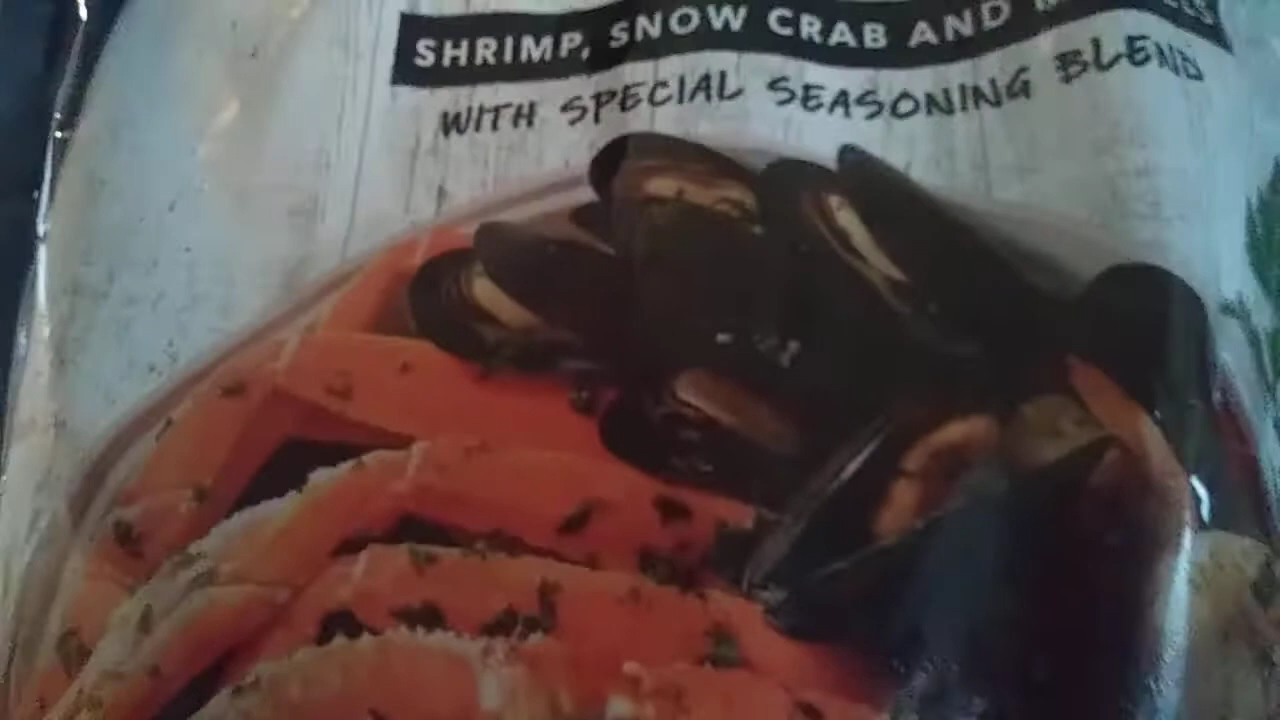 SHRIMP, SNOW CRAB AND
WITH SPECIAL SEASONING BLEND